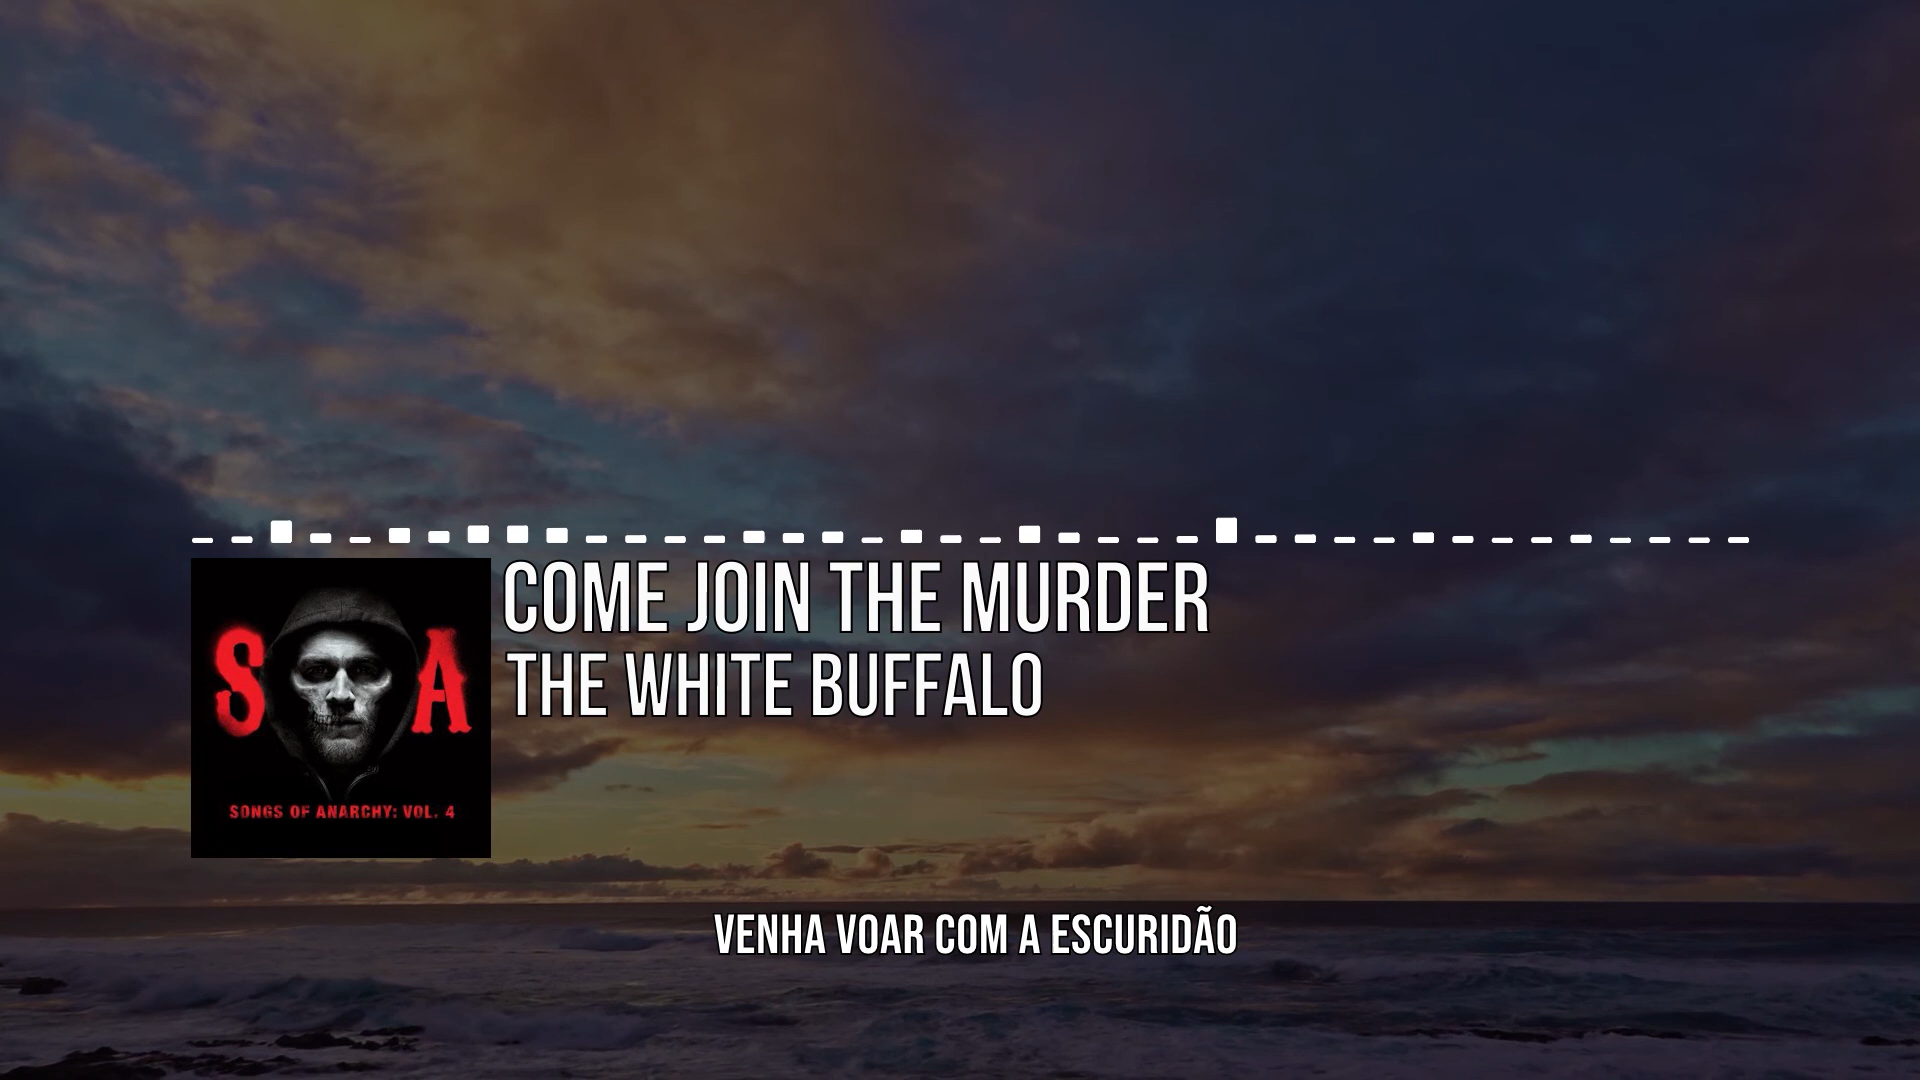 COME JOIN THE MURDER
THE WHITE BUFFALO
S A
SONGS OF ANARCHY: VOL. 4
VENHA VOAR COM A ESCURIDÃO